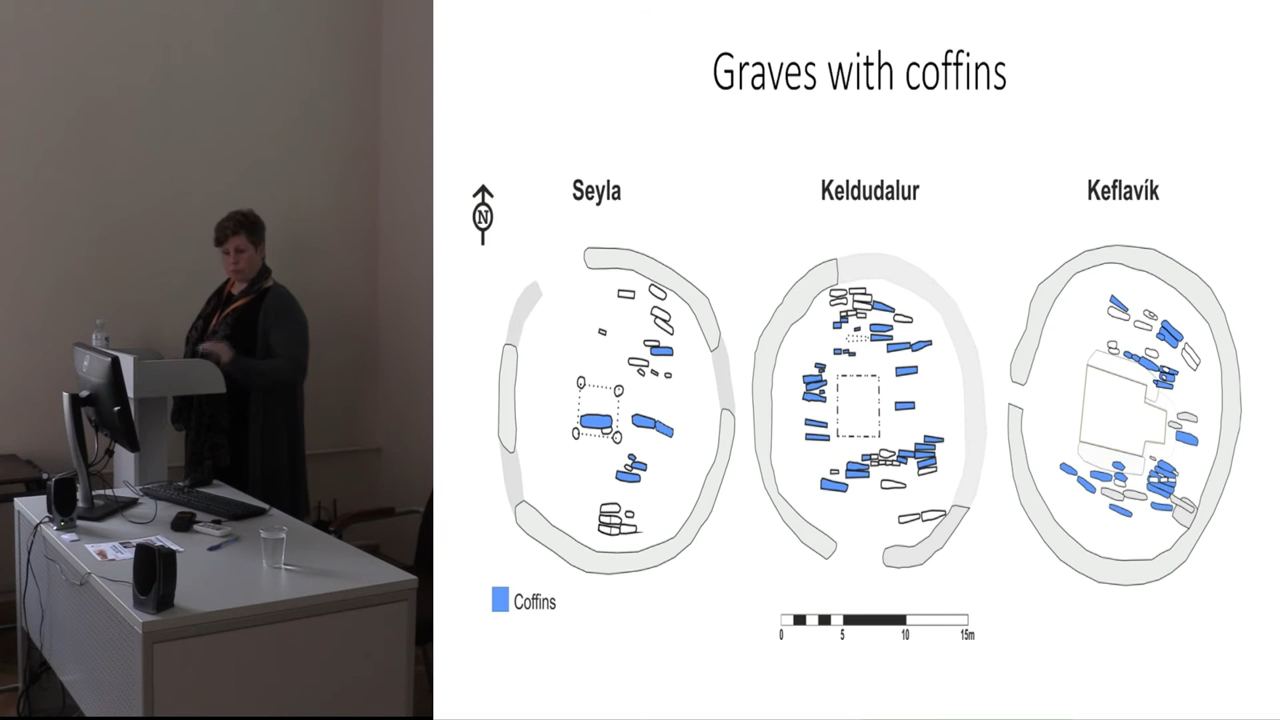 Graves with coffins
Seyla
Keldudalur
Keflavík
N
Coffins
0 5 10 15m